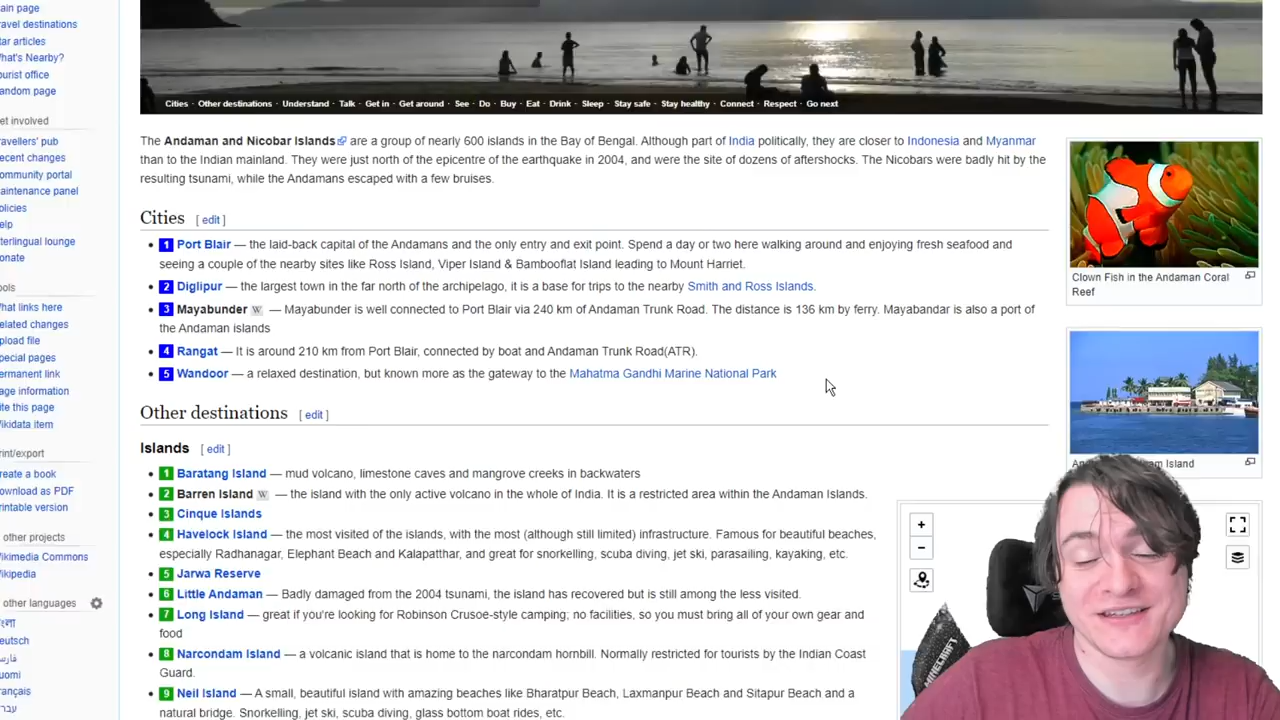 ain page
ravel destinations
tar articles
hat's Nearby?
ourist office
andom page
et involved
ravellers' pub
ecent changes
ommunity portal
aintenance panel
olicies
elp
terlingual lounge
onate
ools
hat links here
elated changes
pload file
pecial pages
ermanent link
age information
ite this page
ikidata item
rint/export
reate a book
ownload as PDF
rintable version
other projects
ikimedia Commons
ikipedia
other languages
eutsch
uomi
rançais
Cities · Other destinations · Understand · Talk · Get in · Get around · See · Do · Buy · Eat · Drink · Sleep · Stay safe · Stay healthy · Connect · Respect · Go next
The Andaman and Nicobar Islands are a group of nearly 600 islands in the Bay of Bengal. Although part of India politically, they are closer to Indonesia and Myanmar
than to the Indian mainland. They were just north of the epicentre of the earthquake in 2004, and were the site of dozens of aftershocks. The Nicobars were badly hit by the
resulting tsunami, while the Andamans escaped with a few bruises.
Cities [ edit ]
• 1 Port Blair — the laid-back capital of the Andamans and the only entry and exit point. Spend a day or two here walking around and enjoying fresh seafood and
seeing a couple of the nearby sites like Ross Island, Viper Island & Bambooflat Island leading to Mount Harriet.
• 2 Diglipur — the largest town in the far north of the archipelago, it is a base for trips to the nearby Smith and Ross Islands.
• 3 Mayabunder W — Mayabunder is well connected to Port Blair via 240 km of Andaman Trunk Road. The distance is 136 km by ferry. Mayabandar is also a port of
the Andaman islands
• 4 Rangat — It is around 210 km from Port Blair, connected by boat and Andaman Trunk Road(ATR).
• 5 Wandoor — a relaxed destination, but known more as the gateway to the Mahatma Gandhi Marine National Park
Other destinations [ edit ]
Islands [ edit ]
• 1 Baratang Island — mud volcano, limestone caves and mangrove creeks in backwaters
• 2 Barren Island W — the island with the only active volcano in the whole of India. It is a restricted area within the Andaman Islands.
• 3 Cinque Islands
• 4 Havelock Island — the most visited of the islands, with the most (although still limited) infrastructure. Famous for beautiful beaches,
especially Radhanagar, Elephant Beach and Kalapatthar, and great for snorkelling, scuba diving, jet ski, parasailing, kayaking, etc.
• 5 Jarwa Reserve
• 6 Little Andaman — Badly damaged from the 2004 tsunami, the island has recovered but is still among the less visited.
• 7 Long Island — great if you're looking for Robinson Crusoe-style camping; no facilities, so you must bring all of your own gear and
food
• 8 Narcondam Island — a volcanic island that is home to the narcondam hornbill. Normally restricted for tourists by the Indian Coast
Guard.
• 9 Neil Island — A small, beautiful island with amazing beaches like Bharatpur Beach, Laxmanpur Beach and Sitapur Beach and a
natural bridge. Snorkelling, jet ski, scuba diving, glass bottom boat rides, etc.
Clown Fish in the Andaman Coral
Reef
Island
+
−
MINECRAFT